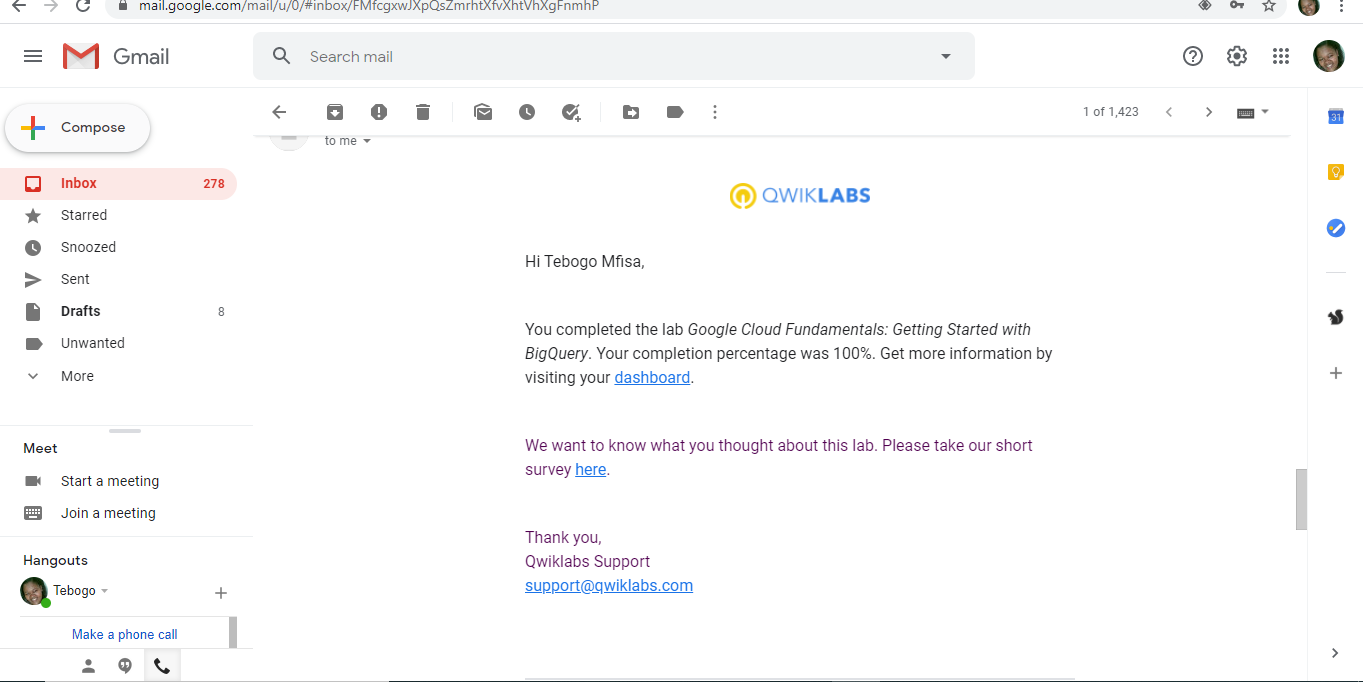 mail.google.com/mail/u/0/#inbox/FMfcgxwJXpQsZmrhtXfvXhtVhXgFnmhP
Gmail
Search mail
Compose
1 of 1,423
31
to me
Inbox 278
Starred
Snoozed
Sent
Drafts 8
Unwanted
More
QWIKLABS
Hi Tebogo Mfisa,
You completed the lab Google Cloud Fundamentals: Getting Started with
BigQuery. Your completion percentage was 100%. Get more information by
visiting your dashboard.
We want to know what you thought about this lab. Please take our short
survey here.
Thank you,
Qwiklabs Support
support@qwiklabs.com
Meet
Start a meeting
Join a meeting
Hangouts
Tebogo
Make a phone call